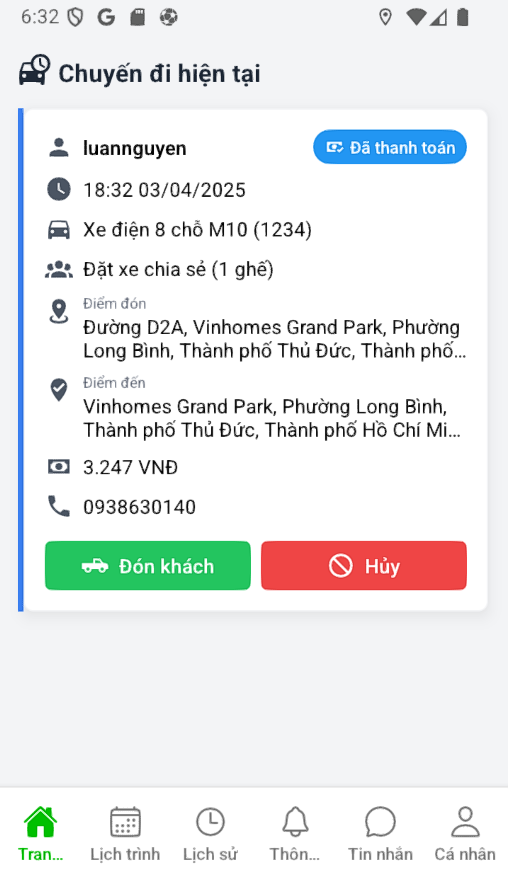 6:32
Chuyến đi hiện tại
luannguyen
Đã thanh toán
18:32 03/04/2025
Xe điện 8 chỗ M10 (1234)
Đặt xe chia sẻ (1 ghế)
Điểm đón
Đường D2A, Vinhomes Grand Park, Phường
Long Bình, Thành phố Thủ Đức, Thành phố...
Điểm đến
Vinhomes Grand Park, Phường Long Bình,
Thành phố Thủ Đức, Thành phố Hồ Chí Mi...
3.247 VNĐ
0938630140
Đón khách
Hủy
Tran...
Lịch trình
Lịch sử
Thôn...
Tin nhắn
Cá nhân